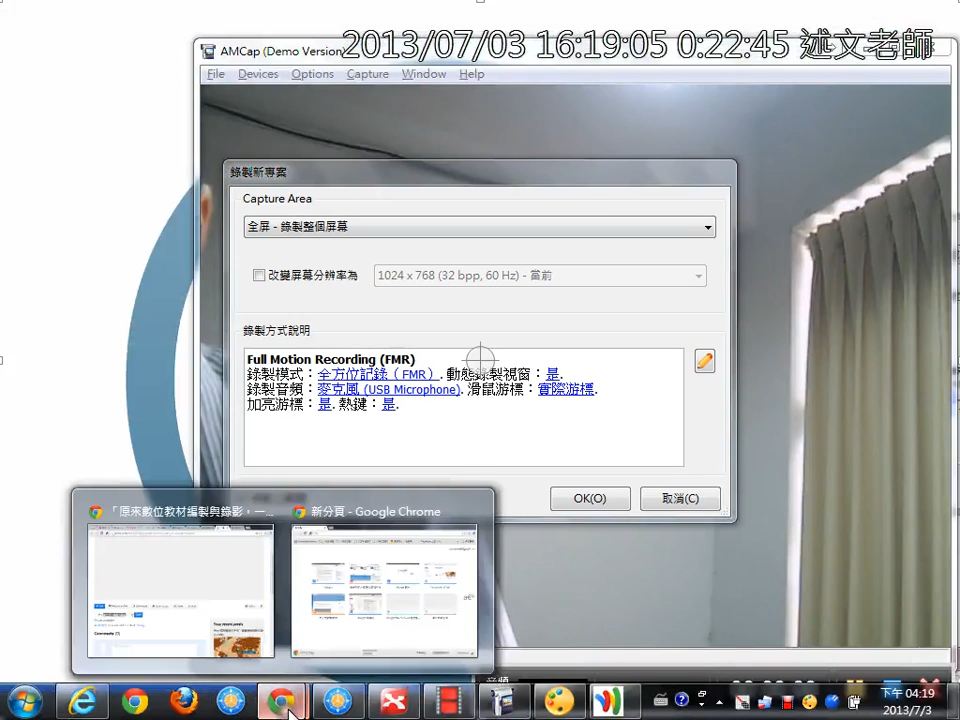 AMCap (Demo Version)
2013/07/03 16:19:05 0:22:45 述文老師
File Devices Options Capture Window Help
錄製新專案
Capture Area
全屏 - 錄製整個屏幕
改變屏幕分辨率為
1024 x 768 (32 bpp, 60 Hz) - 當前
錄製方式說明
Full Motion Recording (FMR)
錄製模式：全方位記錄（FMR）. 動態錄製視窗：是.
錄製音頻：麥克風 (USB Microphone). 滑鼠游標：實際游標.
加亮游標：是. 熱鍵：是.
OK(O)
取消(C)
「原來數位教材編製與錄影，一...
新分頁 - Google Chrome
下午 04:19
2013/7/3